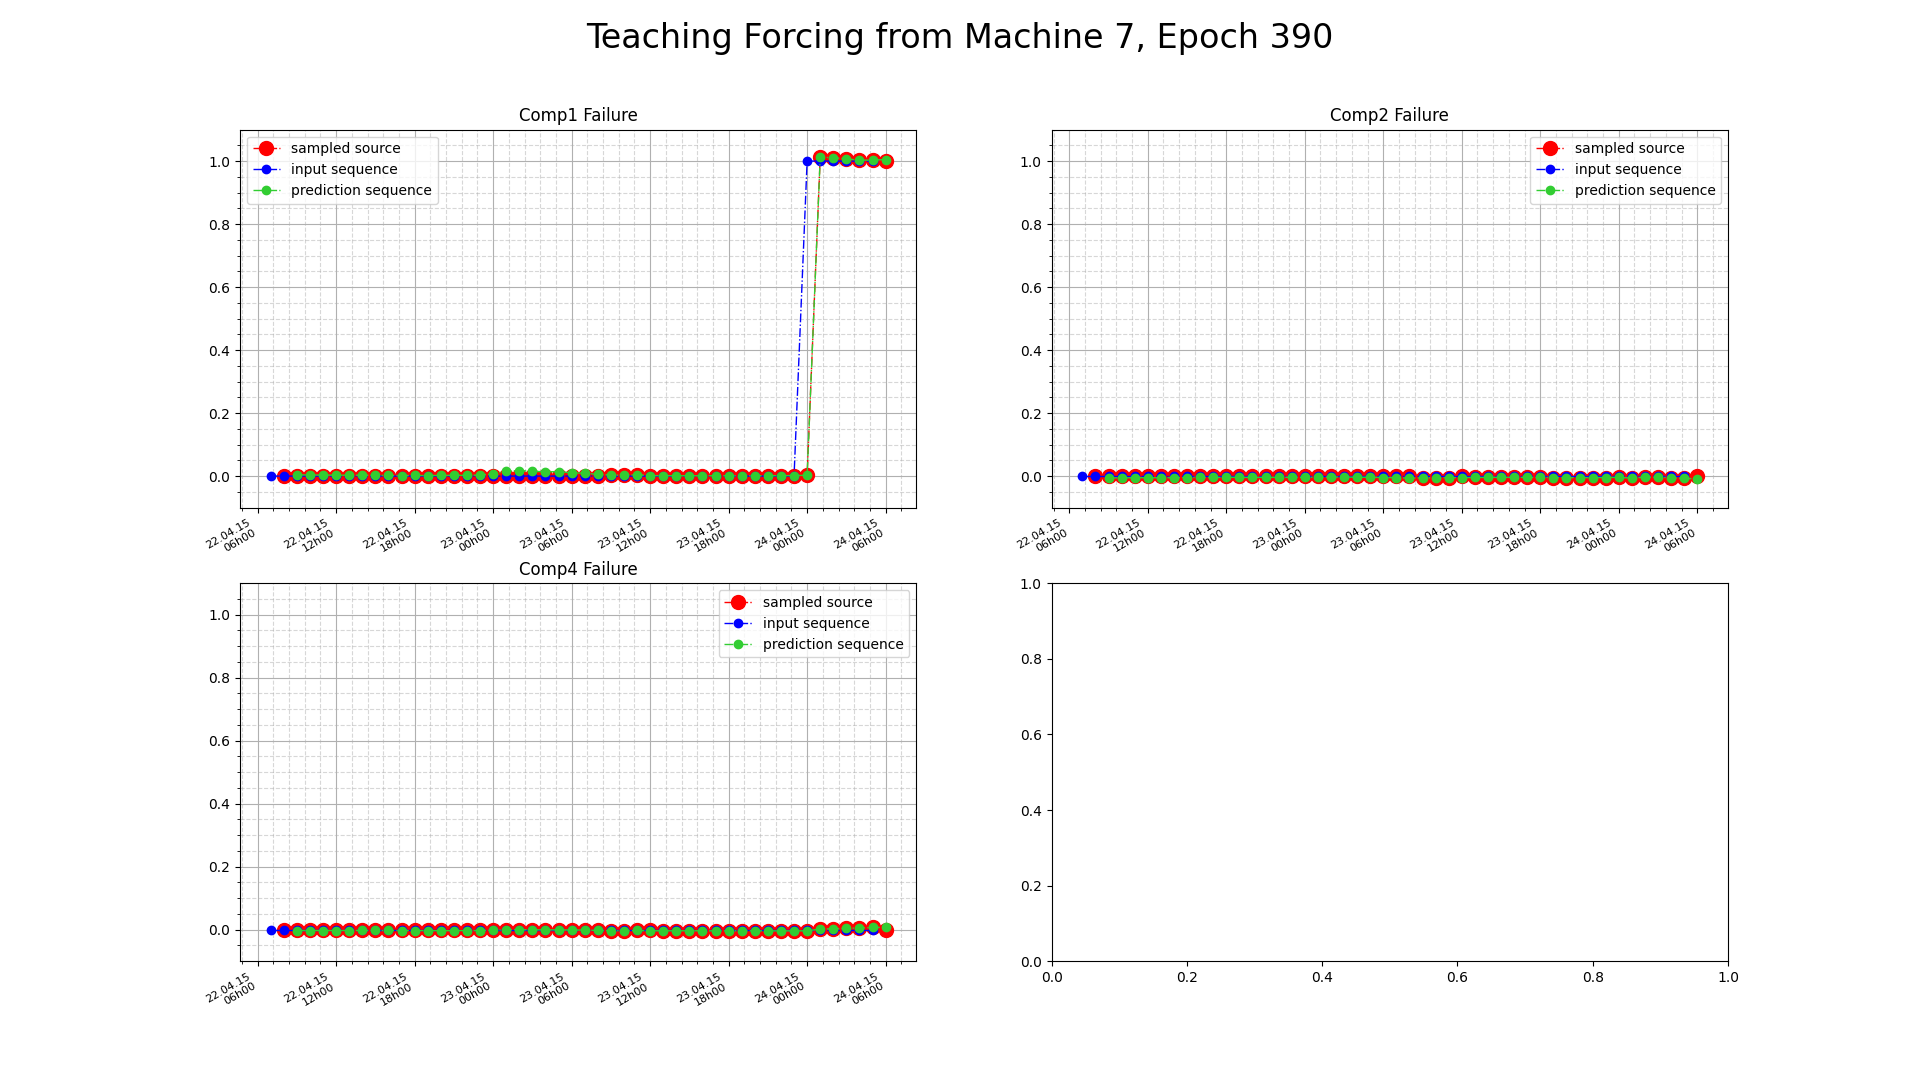 Teaching Forcing from Machine 7, Epoch 390
Comp1 Failure
sampled source
input sequence
prediction sequence
1.0
0.8
0.6
0.4
0.2
0.0
22.04.15
06h00
22.04.15
12h00
22.04.15
18h00
23.04.15
00h00
23.04.15
06h00
23.04.15
12h00
23.04.15
18h00
24.04.15
00h00
24.04.15
06h00
Comp2 Failure
sampled source
input sequence
prediction sequence
1.0
0.8
0.6
0.4
0.2
0.0
22.04.15
06h00
22.04.15
12h00
22.04.15
18h00
23.04.15
00h00
23.04.15
06h00
23.04.15
12h00
23.04.15
18h00
24.04.15
00h00
24.04.15
06h00
Comp4 Failure
sampled source
input sequence
prediction sequence
1.0
0.8
0.6
0.4
0.2
0.0
22.04.15
06h00
22.04.15
12h00
22.04.15
18h00
23.04.15
00h00
23.04.15
06h00
23.04.15
12h00
23.04.15
18h00
24.04.15
00h00
24.04.15
06h00
1.0
0.8
0.6
0.4
0.2
0.0
0.0 0.2 0.4 0.6 0.8 1.0